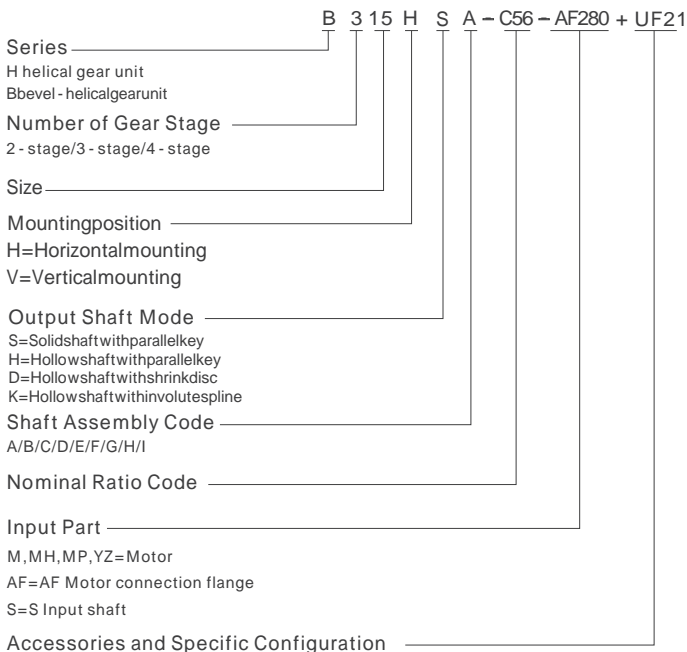 B 3 15 H S A - C56 - AF280 + UF21
Series
H helical gear unit
Bbevel-helicalgearunit
Number of Gear Stage
2-stage/3-stage/4-stage
Size
Mountingposition
H=Horizontalmounting
V=Verticalmounting
Output Shaft Mode
S=Solidshaftwithparallelkey
H=Hollowshaftwithparallelkey
D=Hollowshaftwithshrinkdisc
K=Hollowshaftwithinvolutespline
Shaft Assembly Code
A/B/C/D/E/F/G/H/I
Nominal Ratio Code
Input Part
M,MH,MP,YZ=Motor
AF=AF Motor connection flange
S=S Input shaft
Accessories and Specific Configuration